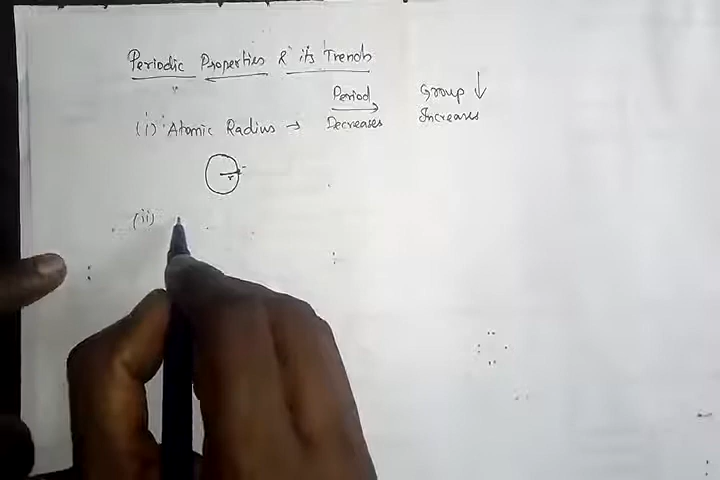 Periodic Properties & its Trends
Period Group ↓
(i) Atomic Radius → Decreases Increases
r
(ii)